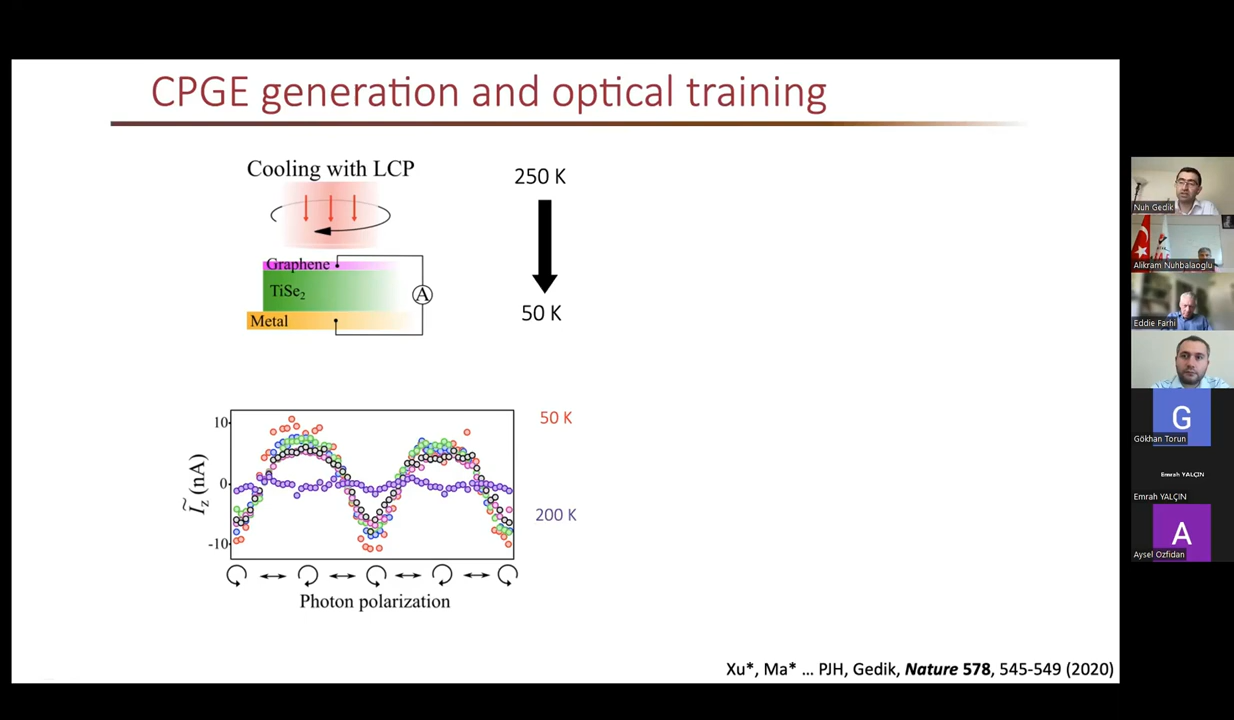 CPGE generation and optical training
Cooling with LCP
Graphene
TiSe₂
Metal
A
250 K
50 K
10
0
-10
Ĩz (nA)
50 K
200 K
Photon polarization
Xu*, Ma* … PJH, Gedik, Nature 578, 545-549 (2020)
Nuh Gedik
Alikram Nuhbalaoglu
Eddie Farhi
G
Gökhan Torun
Emrah YALÇIN
Emrah YALÇIN
A
Aysel Ozfidan